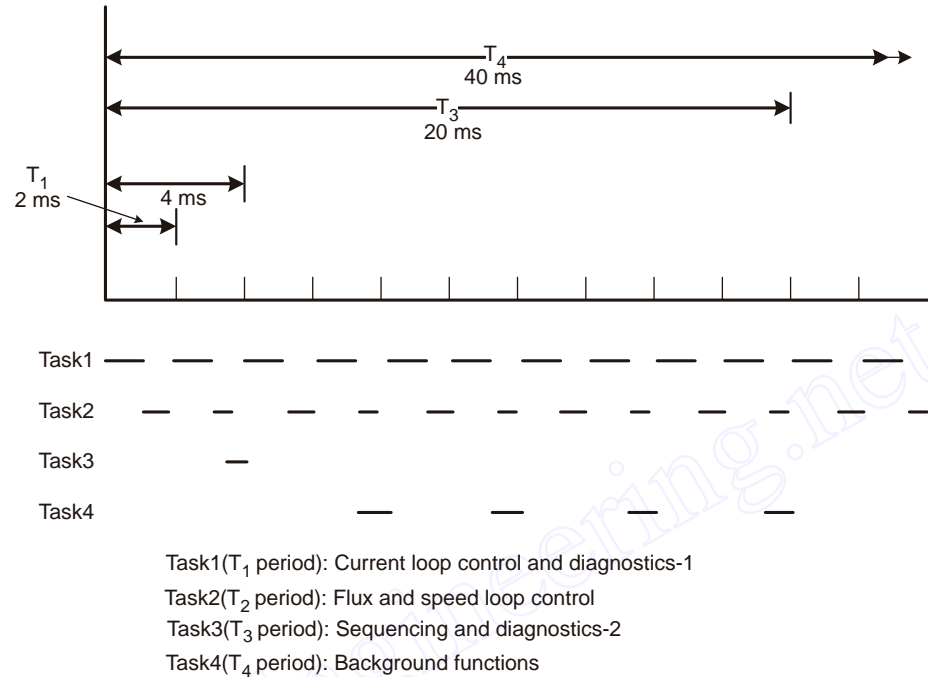 T4
40 ms
T3
20 ms
T1
2 ms
4 ms
Task1
Task2
Task3
Task4
Task1(T1 period): Current loop control and diagnostics-1
Task2(T2 period): Flux and speed loop control
Task3(T3 period): Sequencing and diagnostics-2
Task4(T4 period): Background functions
gineering.net